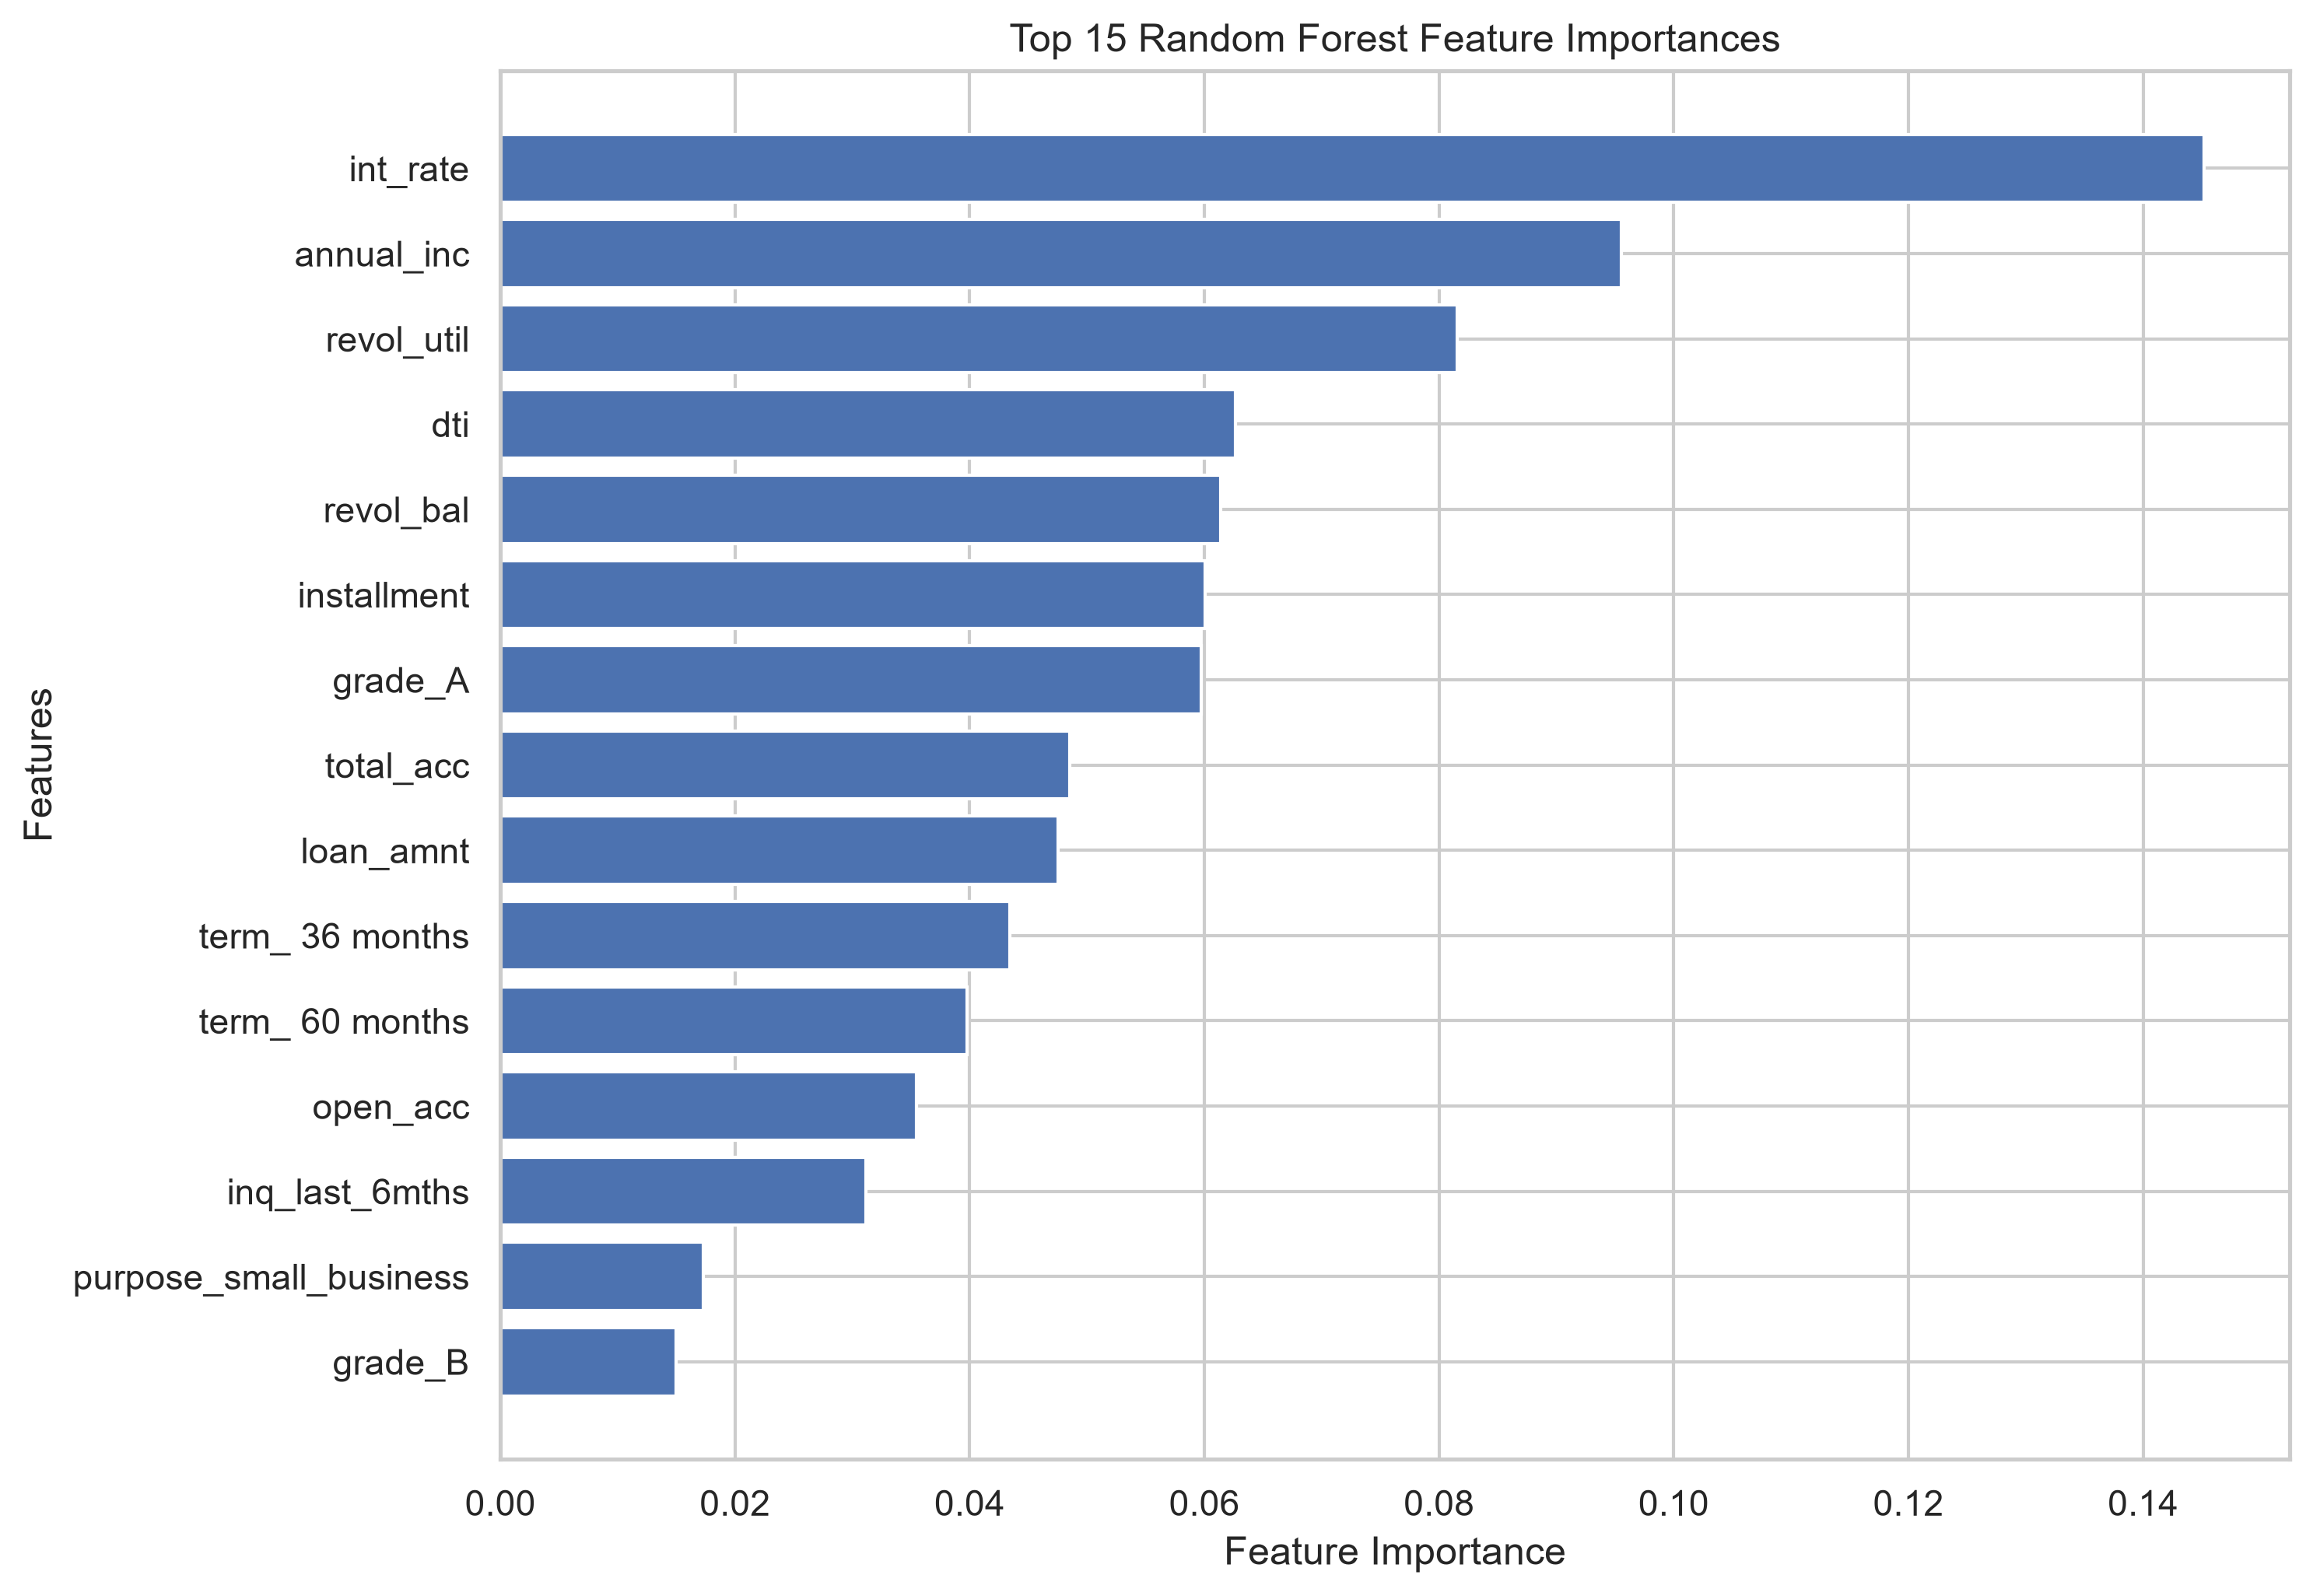 Top 15 Random Forest Feature Importances
int_rate
annual_inc
revol_util
dti
revol_bal
installment
grade_A
total_acc
loan_amnt
term_ 36 months
term_ 60 months
open_acc
inq_last_6mths
purpose_small_business
grade_B
Features
0.00 0.02 0.04 0.06 0.08 0.10 0.12 0.14
Feature Importance